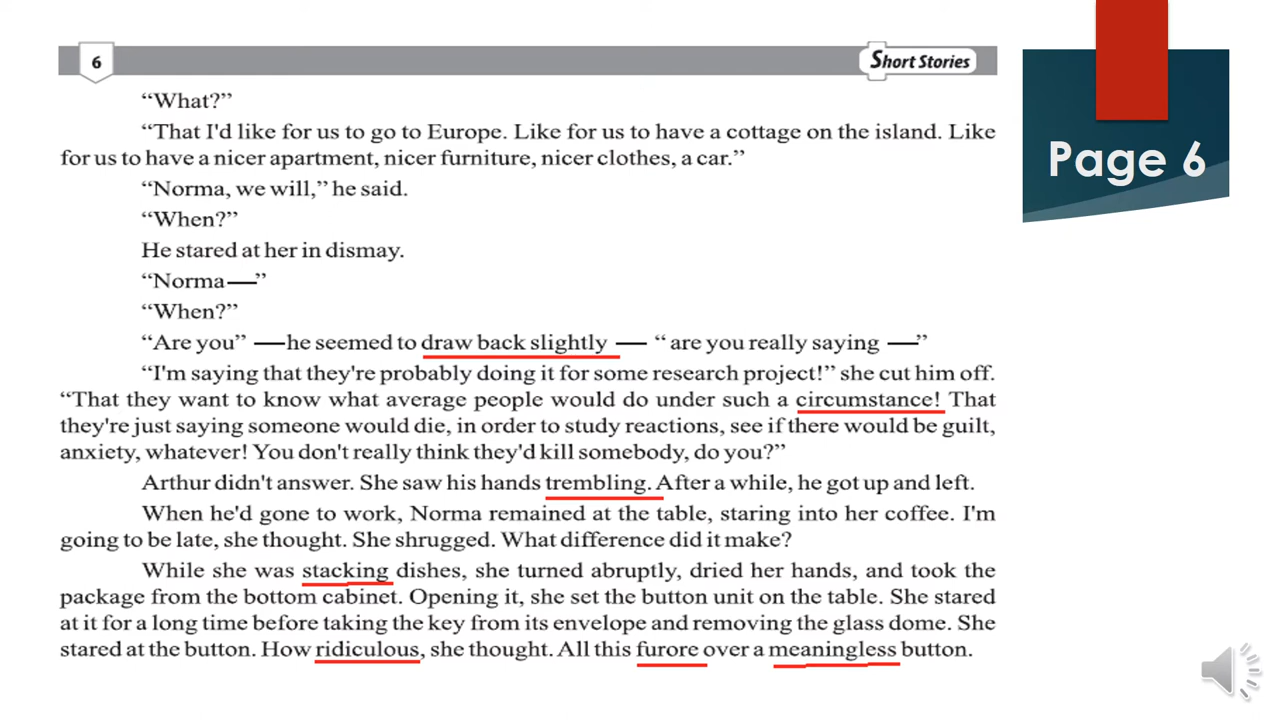 6
Short Stories
"What?"
"That I'd like for us to go to Europe. Like for us to have a cottage on the island. Like
for us to have a nicer apartment, nicer furniture, nicer clothes, a car."
"Norma, we will," he said.
"When?"
He stared at her in dismay.
"Norma—"
"When?"
"Are you" —he seemed to draw back slightly — " are you really saying —"
"I'm saying that they're probably doing it for some research project!" she cut him off.
"That they want to know what average people would do under such a circumstance! That
they're just saying someone would die, in order to study reactions, see if there would be guilt,
anxiety, whatever! You don't really think they'd kill somebody, do you?"
Arthur didn't answer. She saw his hands trembling. After a while, he got up and left.
When he'd gone to work, Norma remained at the table, staring into her coffee. I'm
going to be late, she thought. She shrugged. What difference did it make?
While she was stacking dishes, she turned abruptly, dried her hands, and took the
package from the bottom cabinet. Opening it, she set the button unit on the table. She stared
at it for a long time before taking the key from its envelope and removing the glass dome. She
stared at the button. How ridiculous, she thought. All this furore over a meaningless button.
Page 6